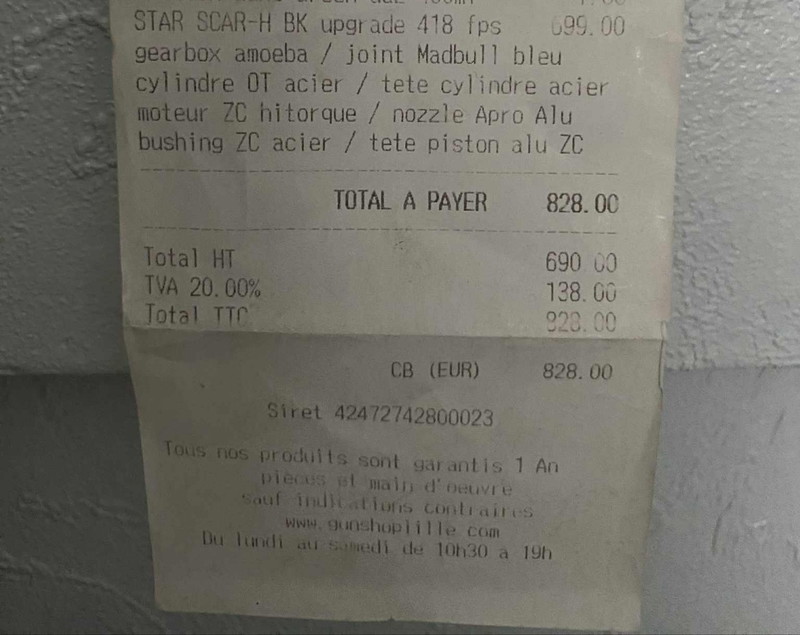 STAR SCAR-H BK upgrade 418 fps 699.00
gearbox amoeba / joint Madbull bleu
cylindre OT acier / tete cylindre acier
moteur ZC hitorque / nozzle Apro Alu
bushing ZC acier / tete piston alu ZC
TOTAL A PAYER 828.00
Total HT 690.00
TVA 20.00% 138.00
Total TTC 828.00
CB (EUR) 828.00
Siret 42472742800023
Tous nos produits sont garantis 1 An
pièces et main d'oeuvre
sauf indications contraires
www.gunshoplille.com
Du lundi au samedi de 10h30 à 19h